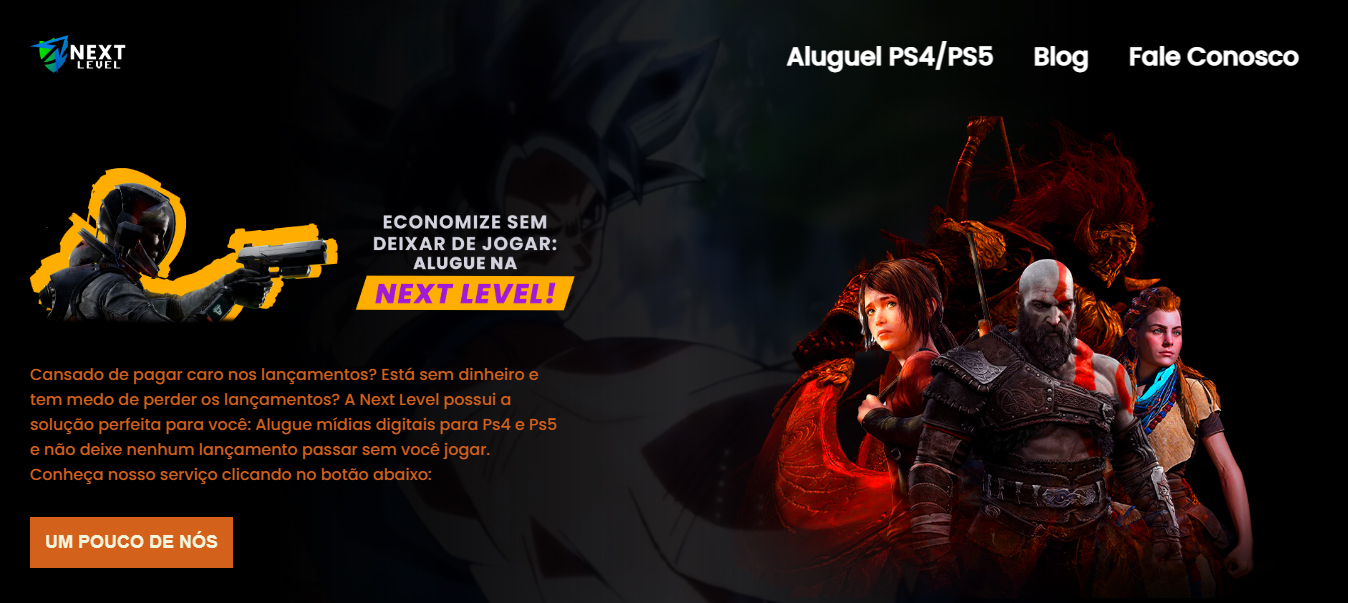 NEXT
LEVEL
Aluguel PS4/PS5 Blog Fale Conosco
ECONOMIZE SEM
DEIXAR DE JOGAR:
ALUGUE NA
NEXT LEVEL!
Cansado de pagar caro nos lançamentos? Está sem dinheiro e
tem medo de perder os lançamentos? A Next Level possui a
solução perfeita para você: Alugue mídias digitais para Ps4 e Ps5
e não deixe nenhum lançamento passar sem você jogar.
Conheça nosso serviço clicando no botão abaixo:
UM POUCO DE NÓS